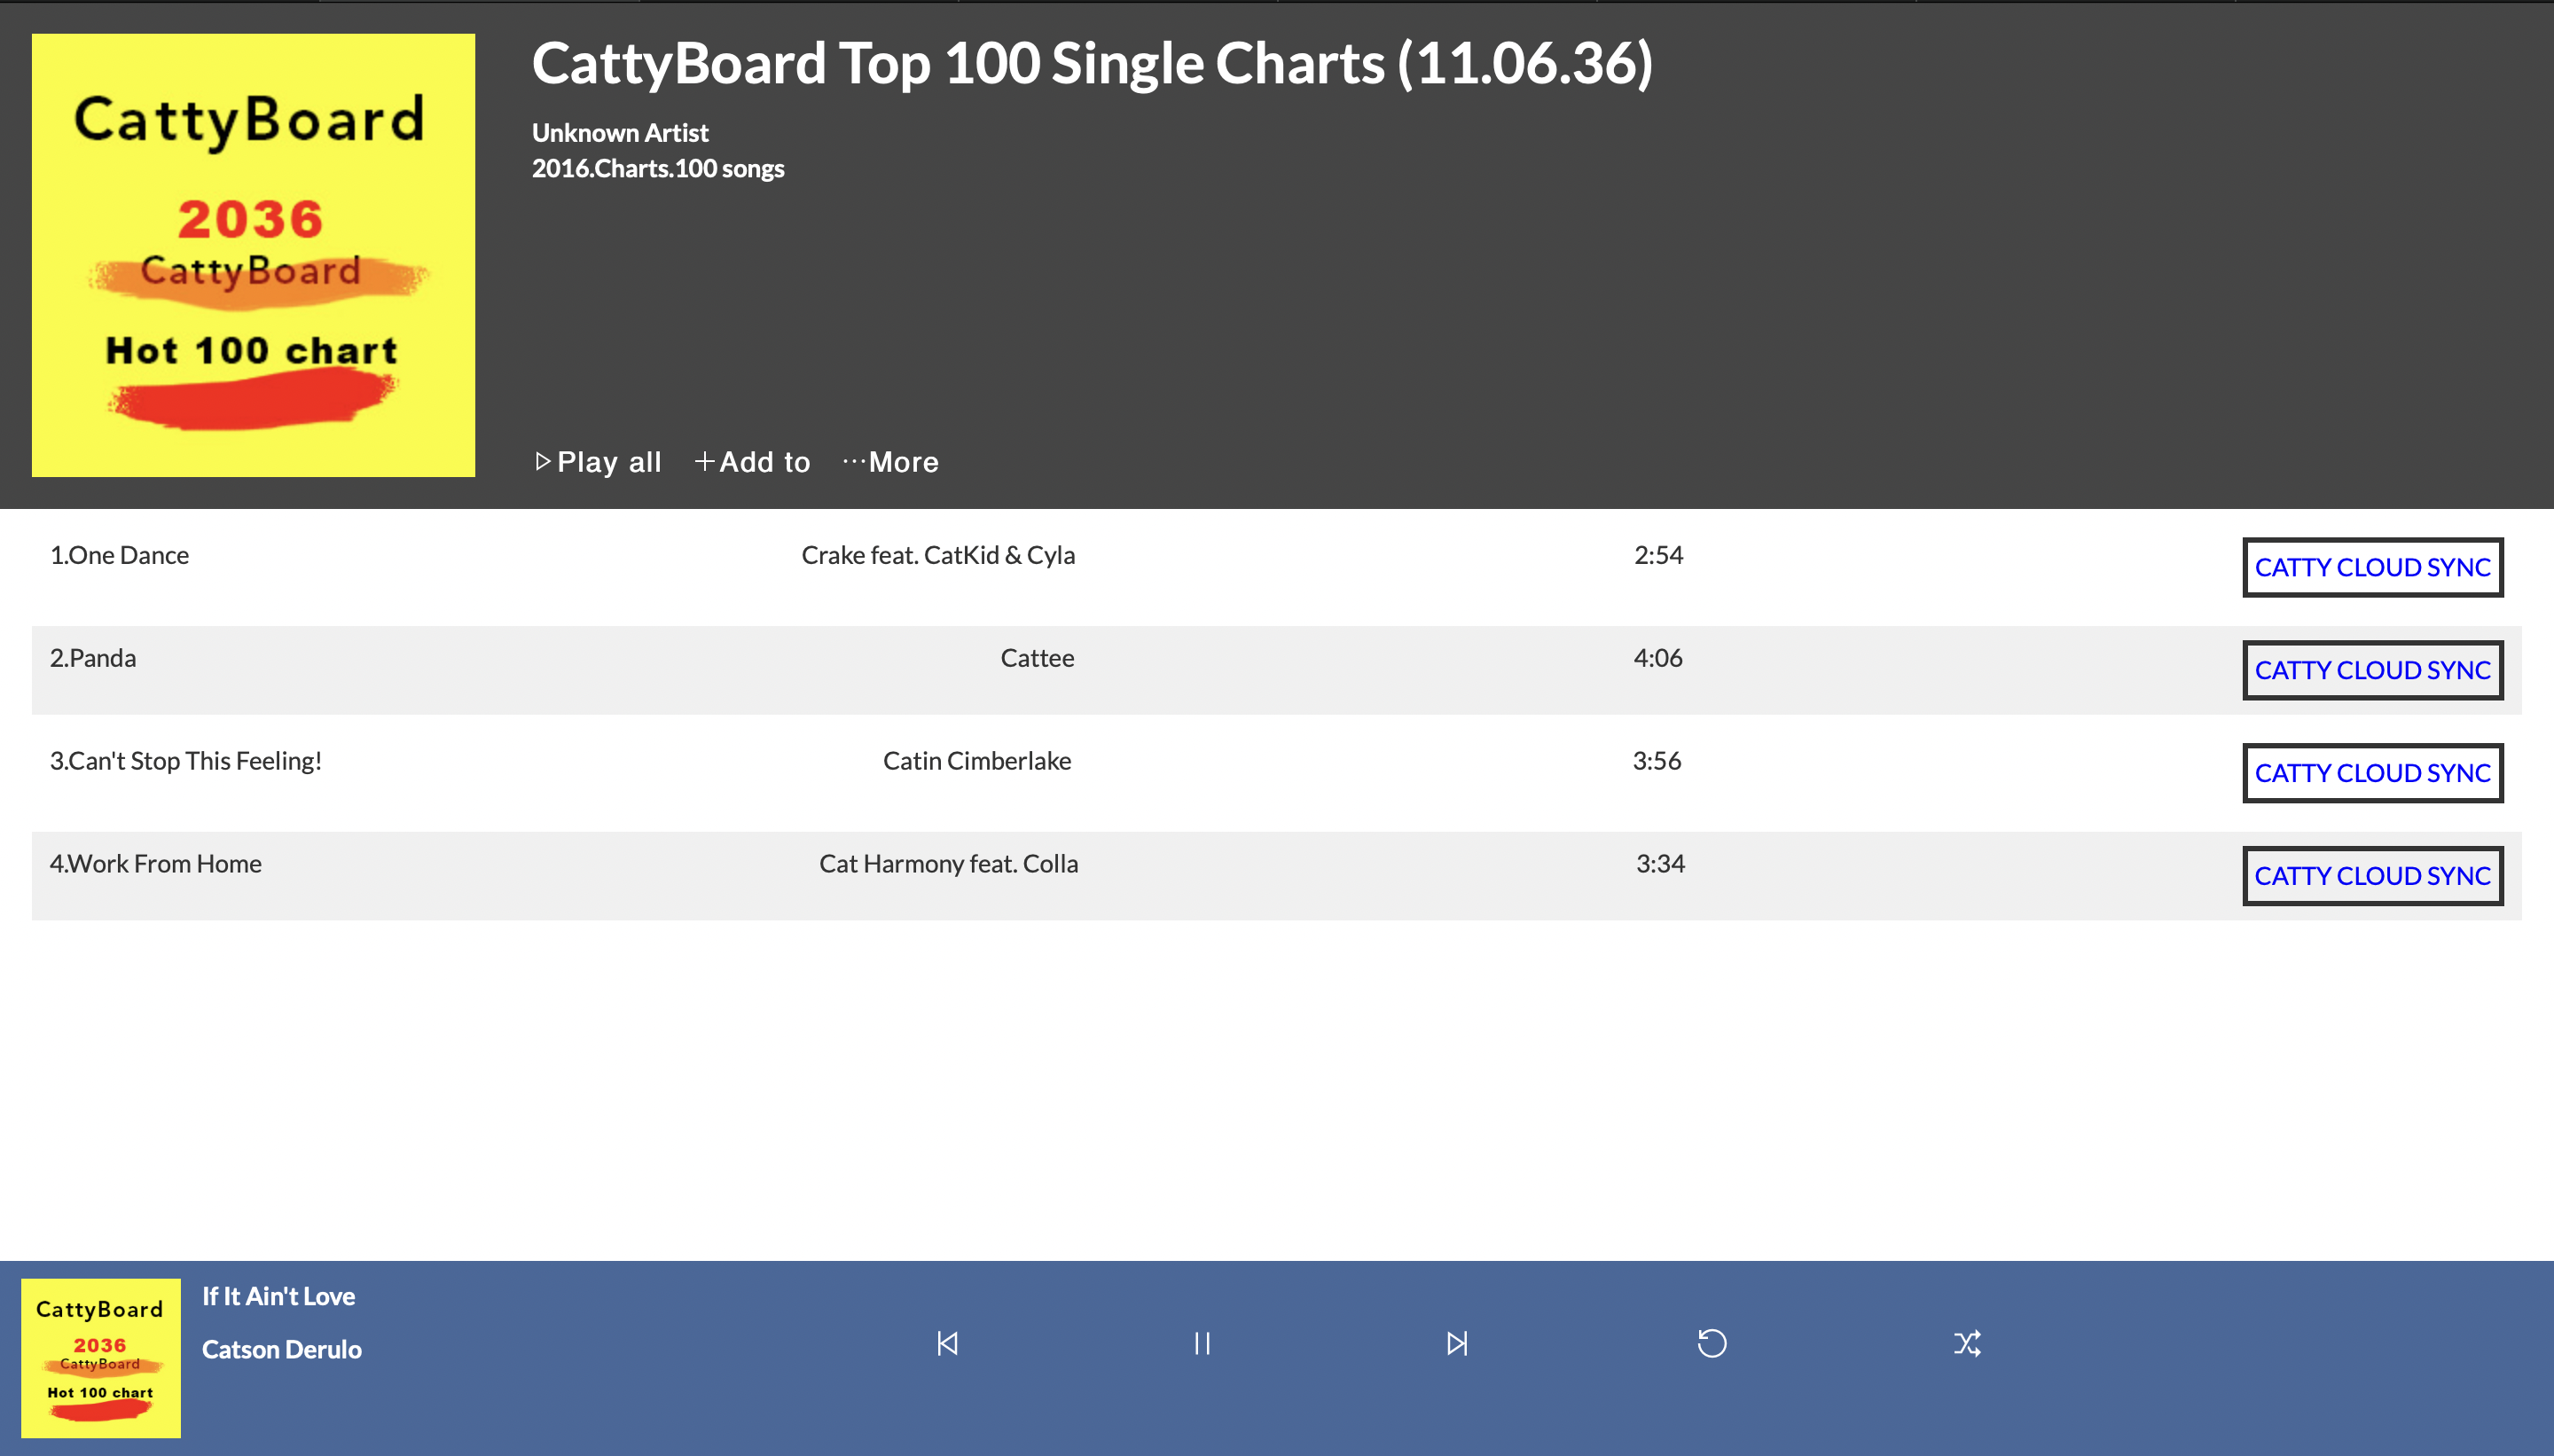 CattyBoard
2036
CattyBoard
Hot 100 chart
CattyBoard Top 100 Single Charts (11.06.36)
Unknown Artist
2016.Charts.100 songs
Play all +Add to ···More
1.One Dance Crake feat. CatKid & Cyla 2:54 CATTY CLOUD SYNC
2.Panda Cattee 4:06 CATTY CLOUD SYNC
3.Can't Stop This Feeling! Catin Cimberlake 3:56 CATTY CLOUD SYNC
4.Work From Home Cat Harmony feat. Colla 3:34 CATTY CLOUD SYNC
CattyBoard
2036
CattyBoard
Hot 100 chart
If It Ain't Love
Catson Derulo